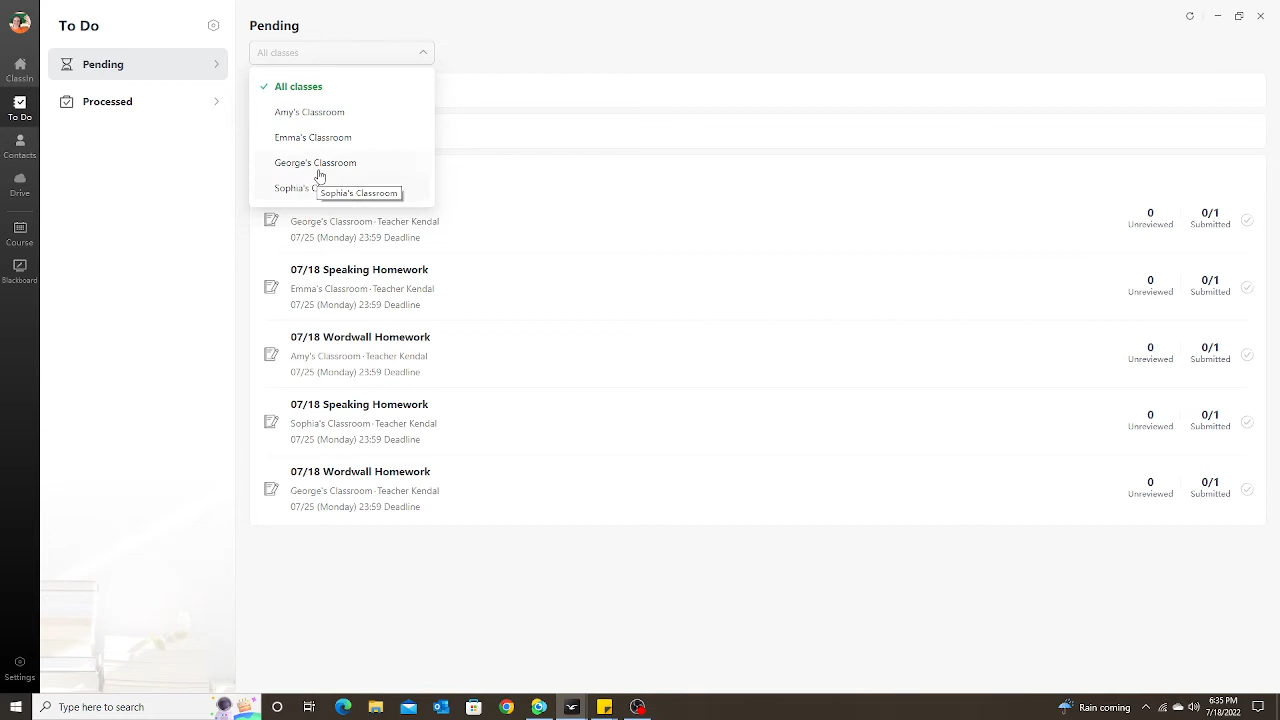 To Do
Pending
Processed
ClassIn
To Do
Contacts
Drive
Course
Blackboard
Settings
Pending
All classes
All classes
Amy's Classroom
Emma's Classroom
George's Classroom
Sophia's
Sophia's Classroom
George's Classroom·Teacher Kendal
07/25 (Monday) 23:59 Deadline
0 0/1
Unreviewed Submitted
07/18 Speaking Homework
Emma's Classroom·Teacher Kendal
07/25 (Monday) 23:59 Deadline
0 0/1
Unreviewed Submitted
07/18 Wordwall Homework
Amy's Classroom·Teacher Kendal
07/25 (Monday) 23:59 Deadline
0 0/1
Unreviewed Submitted
07/18 Speaking Homework
Sophia's Classroom·Teacher Kendal
07/25 (Monday) 23:59 Deadline
0 0/1
Unreviewed Submitted
07/18 Wordwall Homework
George's Classroom·Teacher Kendal
07/25 (Monday) 23:59 Deadline
0 0/1
Unreviewed Submitted
Type here to search
Rain coming
6:35 PM
7/18/2022